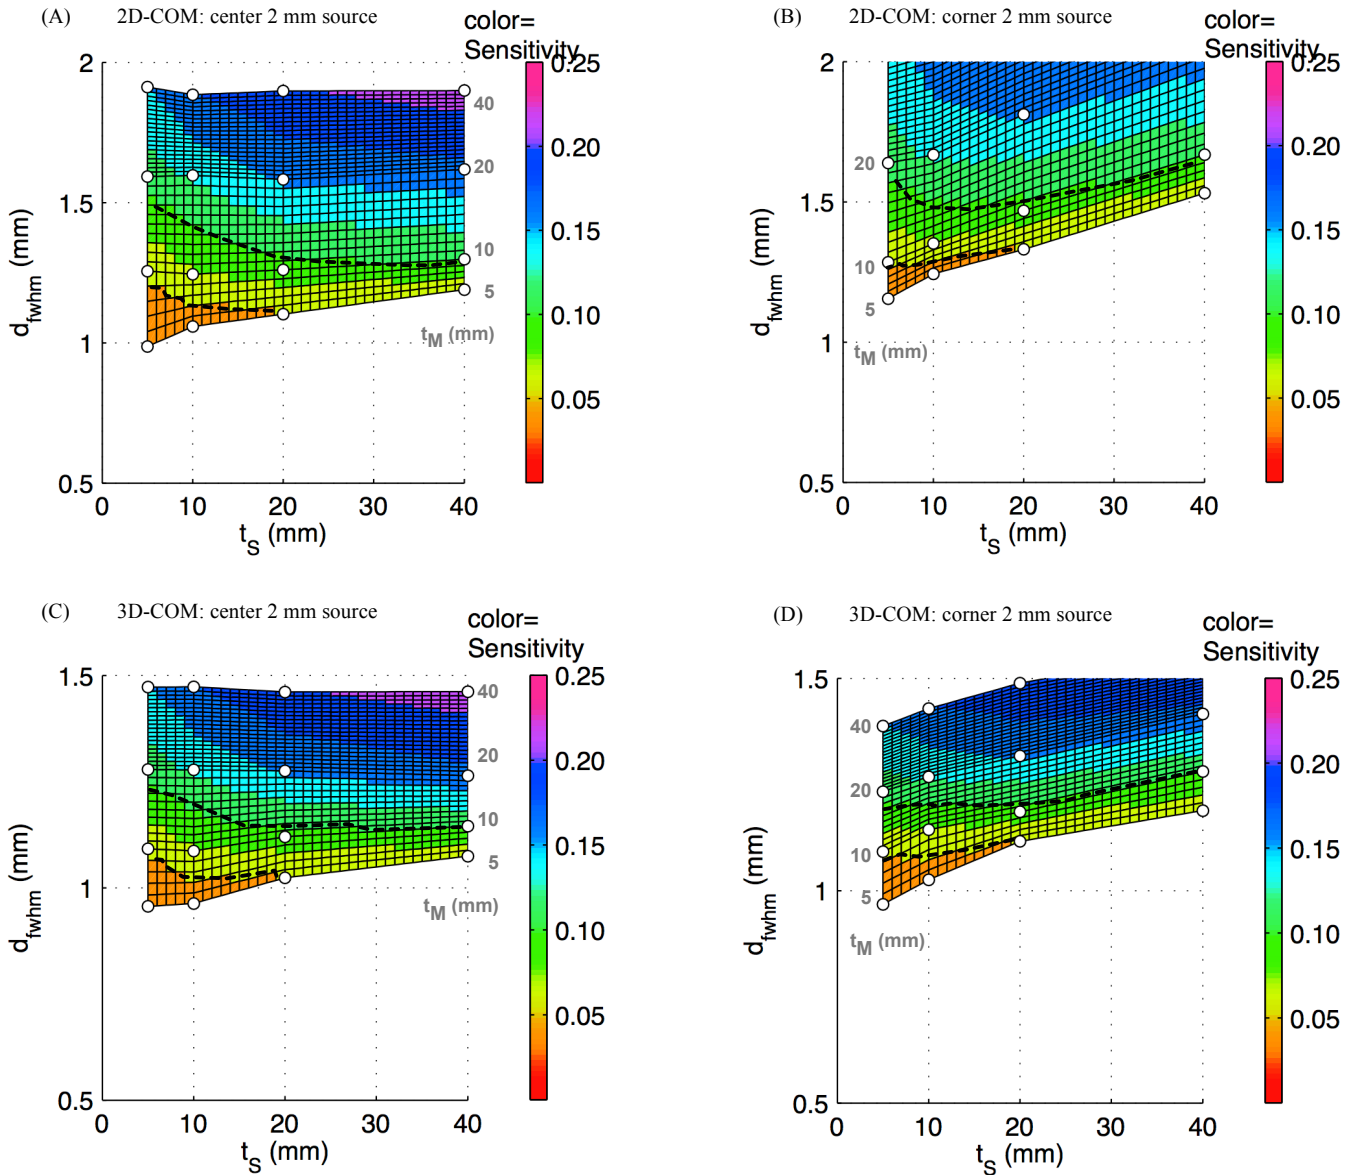 (A) 2D-COM: center 2 mm source
color=
Sensitivity
2
1.5
1
0.5
d_fwhm (mm)
0 10 20 30 40
t_S (mm)
40
20
10
5
t_M (mm)
0.25
0.20
0.15
0.10
0.05
(B) 2D-COM: corner 2 mm source
color=
Sensitivity
2
1.5
1
0.5
d_fwhm (mm)
0 10 20 30 40
t_S (mm)
20
10
5
t_M (mm)
0.25
0.20
0.15
0.10
0.05
(C) 3D-COM: center 2 mm source
color=
Sensitivity
1.5
1
0.5
d_fwhm (mm)
0 10 20 30 40
t_S (mm)
40
20
10
5
t_M (mm)
0.25
0.20
0.15
0.10
0.05
(D) 3D-COM: corner 2 mm source
color=
Sensitivity
1.5
1
0.5
d_fwhm (mm)
0 10 20 30 40
t_S (mm)
40
20
10
5
t_M (mm)
0.25
0.20
0.15
0.10
0.05